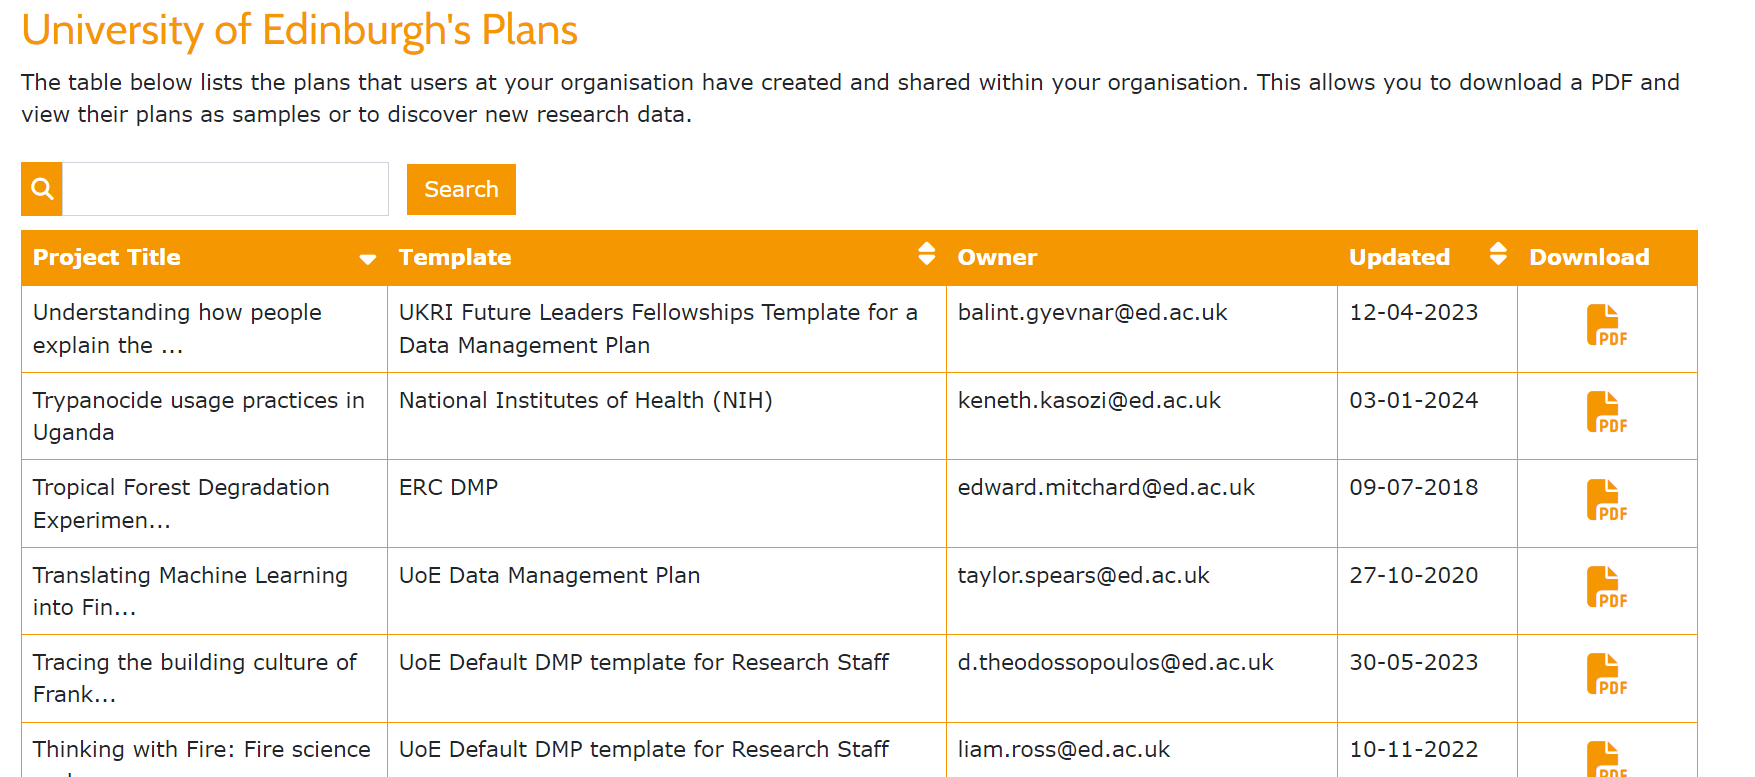 University of Edinburgh's Plans
The table below lists the plans that users at your organisation have created and shared within your organisation. This allows you to download a PDF and
view their plans as samples or to discover new research data.
Search
Project Title Template Owner Updated Download
Understanding how people UKRI Future Leaders Fellowships Template for a balint.gyevnar@ed.ac.uk 12-04-2023
explain the ... Data Management Plan PDF
Trypanocide usage practices in National Institutes of Health (NIH) keneth.kasozi@ed.ac.uk 03-01-2024
Uganda PDF
Tropical Forest Degradation ERC DMP edward.mitchard@ed.ac.uk 09-07-2018
Experimen... PDF
Translating Machine Learning UoE Data Management Plan taylor.spears@ed.ac.uk 27-10-2020
into Fin... PDF
Tracing the building culture of UoE Default DMP template for Research Staff d.theodossopoulos@ed.ac.uk 30-05-2023
Frank... PDF
Thinking with Fire: Fire science UoE Default DMP template for Research Staff liam.ross@ed.ac.uk 10-11-2022
PDF